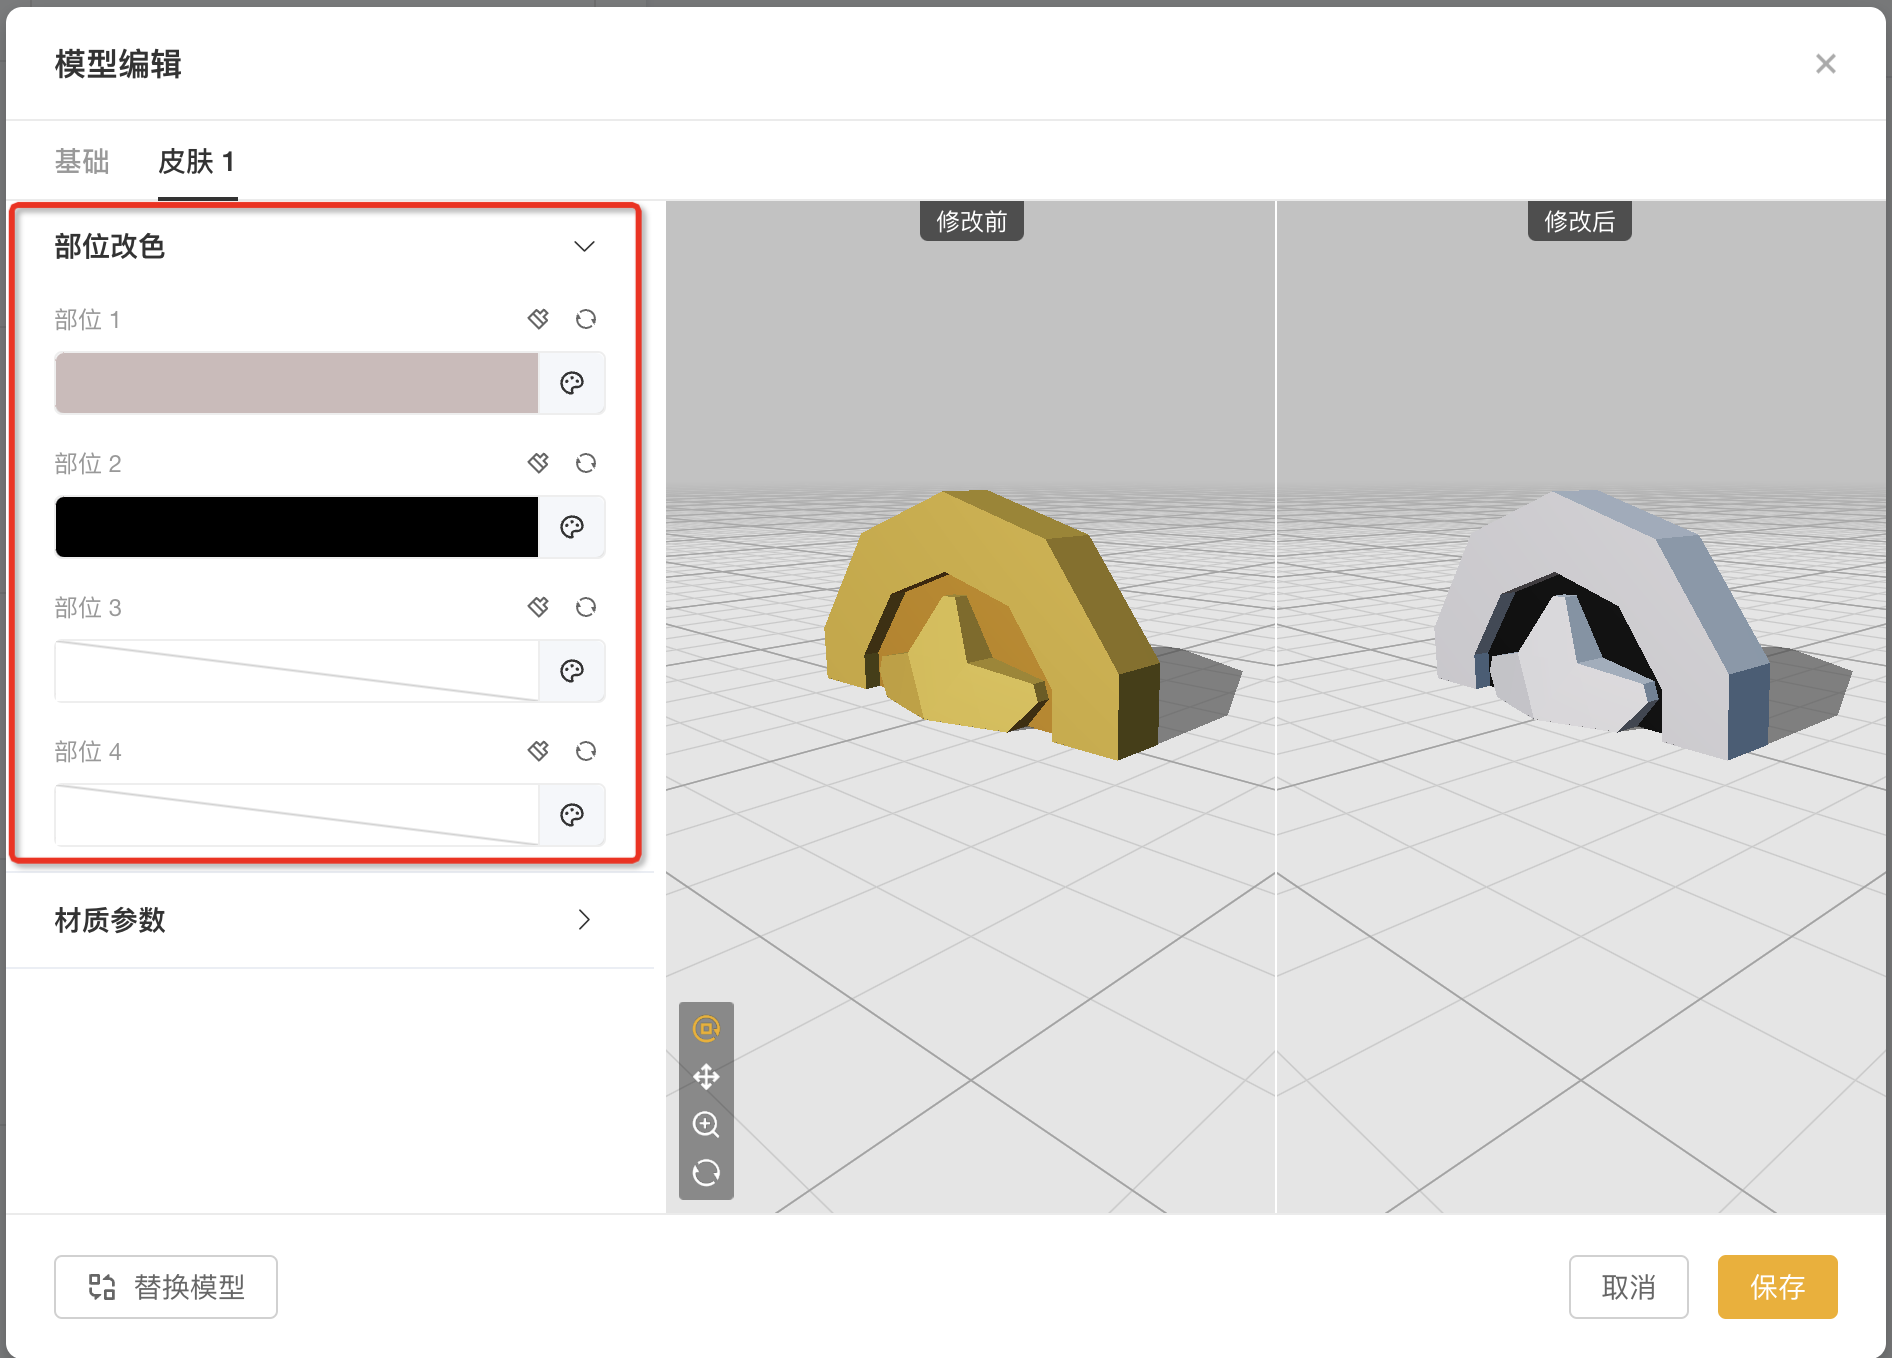 模型编辑
基础 皮肤 1
部位改色
部位 1
部位 2
部位 3
部位 4
材质参数
修改前
修改后
替换模型
取消
保存